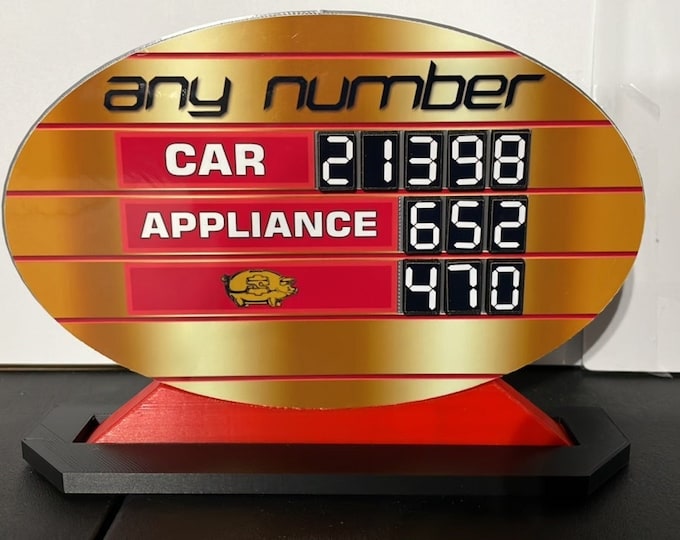 any number
CAR 21398
APPLIANCE 652
470